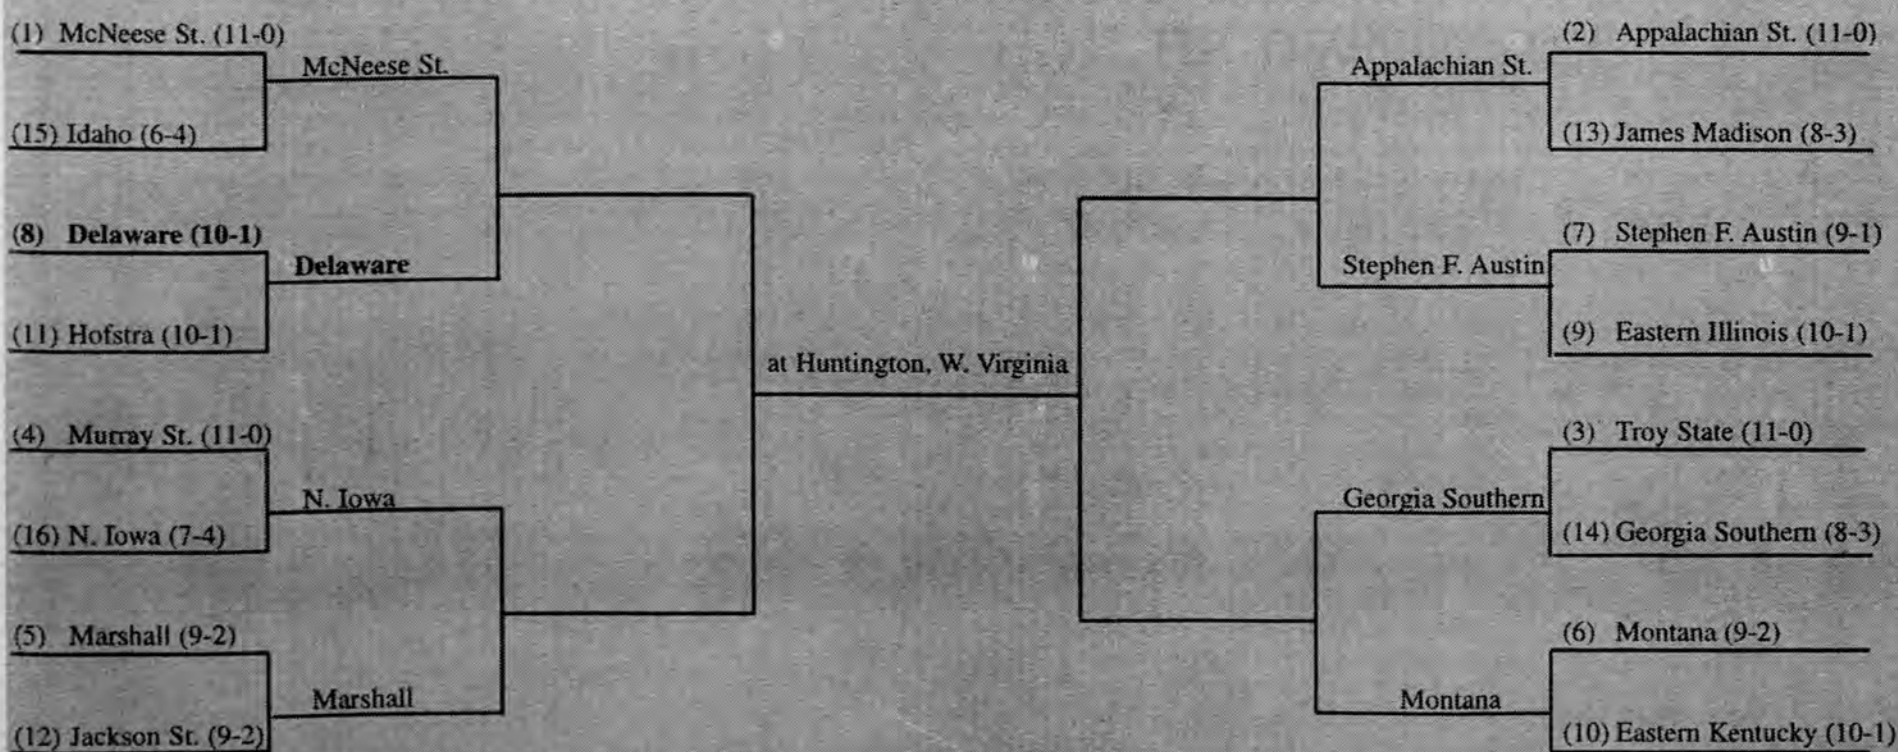 (1) McNeese St. (11-0)
McNeese St.
(15) Idaho (6-4)
(8) Delaware (10-1)
Delaware
(11) Hofstra (10-1)
(4) Murray St. (11-0)
N. Iowa
(16) N. Iowa (7-4)
(5) Marshall (9-2)
Marshall
(12) Jackson St. (9-2)
at Huntington, W. Virginia
(2) Appalachian St. (11-0)
Appalachian St.
(13) James Madison (8-3)
(7) Stephen F. Austin (9-1)
Stephen F. Austin
(9) Eastern Illinois (10-1)
(3) Troy State (11-0)
Georgia Southern
(14) Georgia Southern (8-3)
(6) Montana (9-2)
Montana
(10) Eastern Kentucky (10-1)